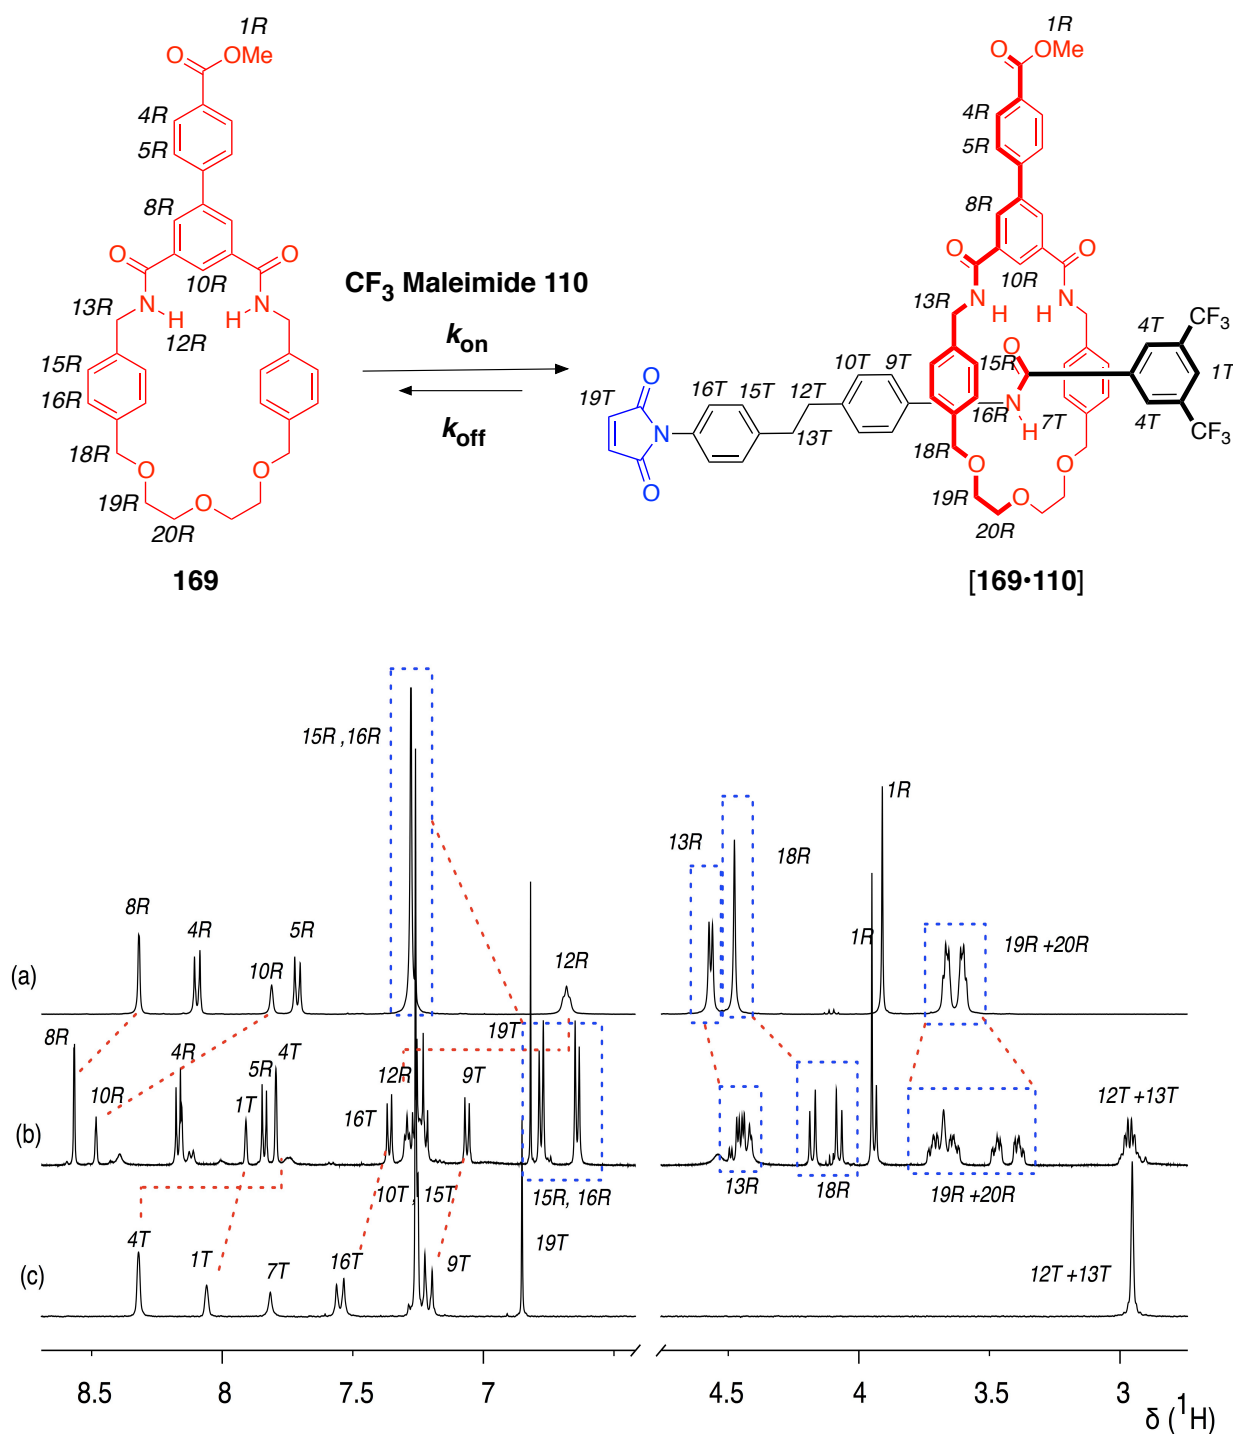 1R
O
OMe
4R
5R
8R
O
O
10R
13R
N
H
H
N
12R
15R
16R
18R
O
O
19R
O
20R
169
CF3 Maleimide 110
kon
koff
1R
O
OMe
4R
5R
8R
O
O
10R
13R
N
H
N
H
O
15R
4T
CF3
1T
10T
9T
16T
15T
12T
19T
O
N
O
13T
16R
N
H
7T
4T
CF3
18R
O
O
19R
O
20R
[169•110]
15R ,16R
13R
18R
1R
8R
4R
10R
5R
12R
1R
19R +20R
(a)
8R
10R
4R
1T
5R
4T
16T
12R
19T
9T
12T +13T
(b)
10T , 15T
15R, 16R
13R
18R
19R +20R
4T
1T
7T
16T
9T
19T
12T +13T
(c)
8.5
8
7.5
7
4.5
4
3.5
3
δ (1H)